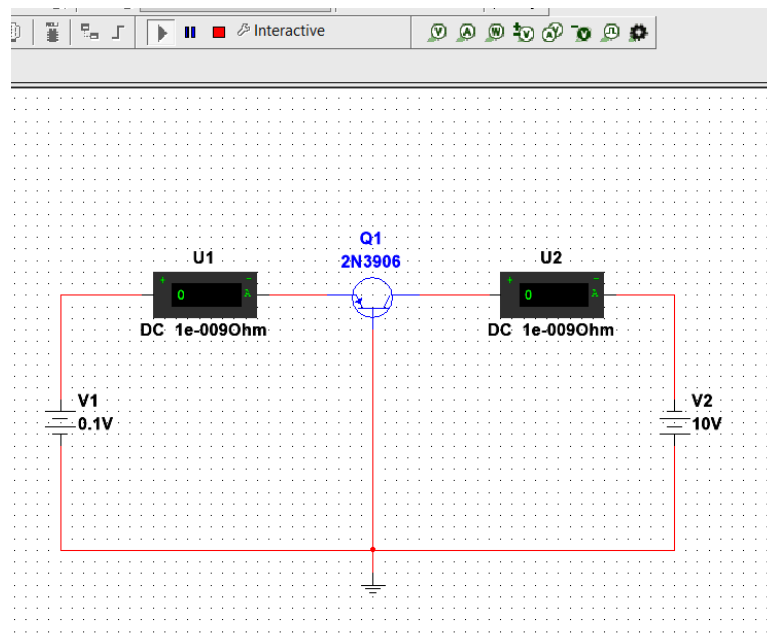 Interactive
Q1
2N3906
U1
U2
+
-
+
-
0
A
0
A
DC 1e-009Ohm
DC 1e-009Ohm
V1
0.1V
V2
10V